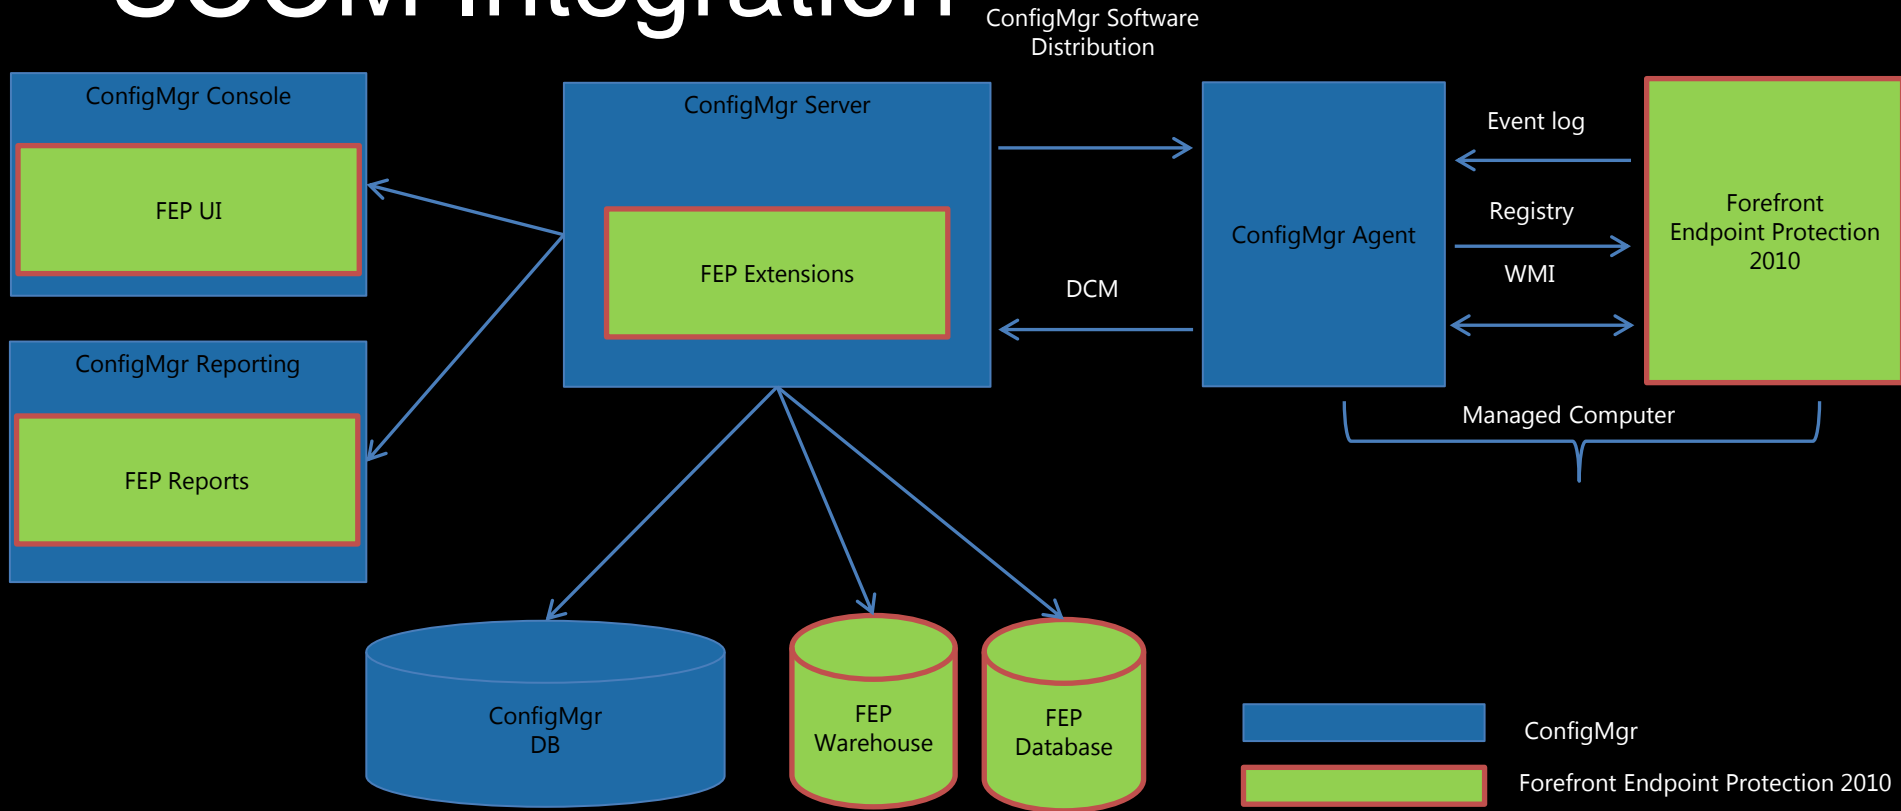 SCCM Integration
ConfigMgr Software
Distribution
ConfigMgr Console
FEP UI
ConfigMgr Reporting
FEP Reports
ConfigMgr Server
FEP Extensions
DCM
ConfigMgr Agent
Event log
Registry
WMI
Forefront
Endpoint Protection
2010
Managed Computer
ConfigMgr
DB
FEP
Warehouse
FEP
Database
ConfigMgr
Forefront Endpoint Protection 2010